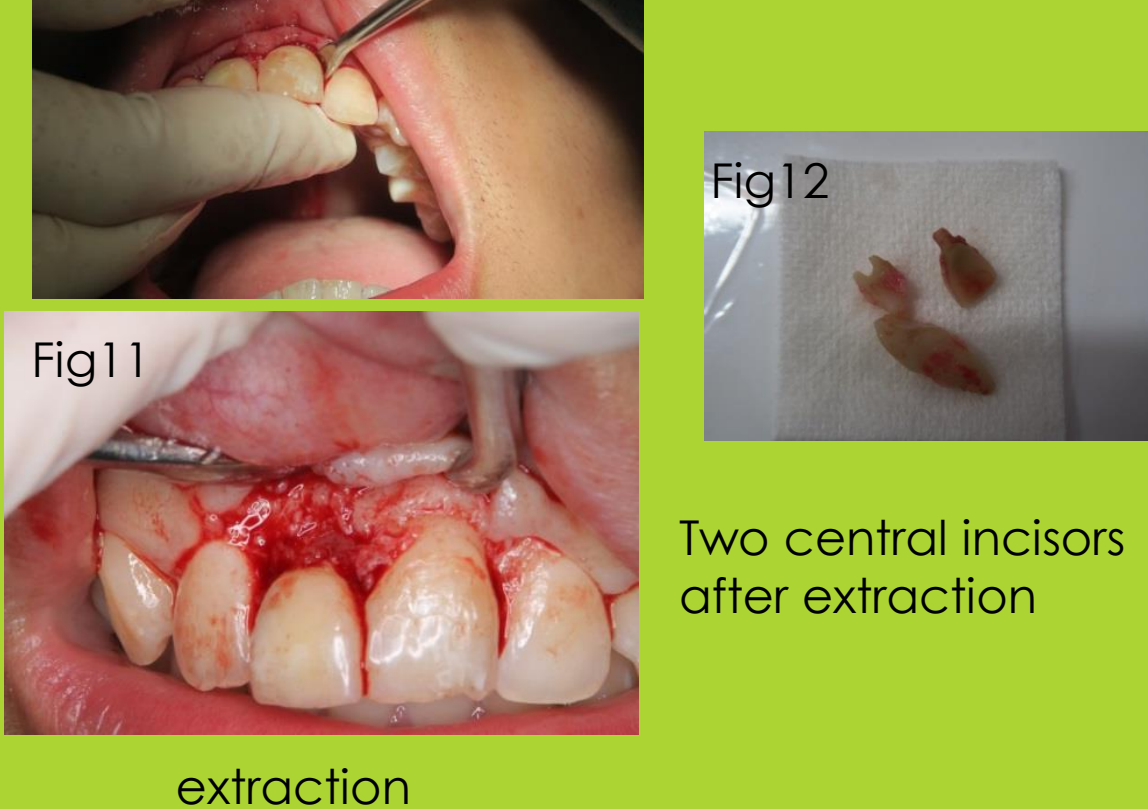 Fig12
Fig11
Two central incisors
after extraction
extraction